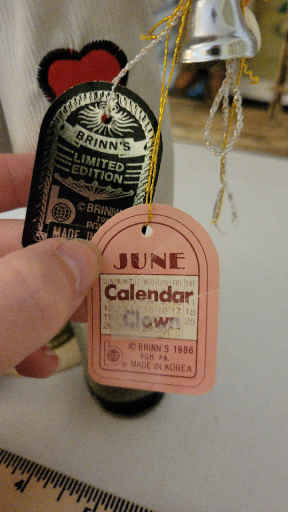 BRINN'S
LIMITED
EDITION
© BRINN
MADE
JUNE
Calendar
Clown
© BRINN'S 1986
PGH. PA.
MADE IN KOREA
4